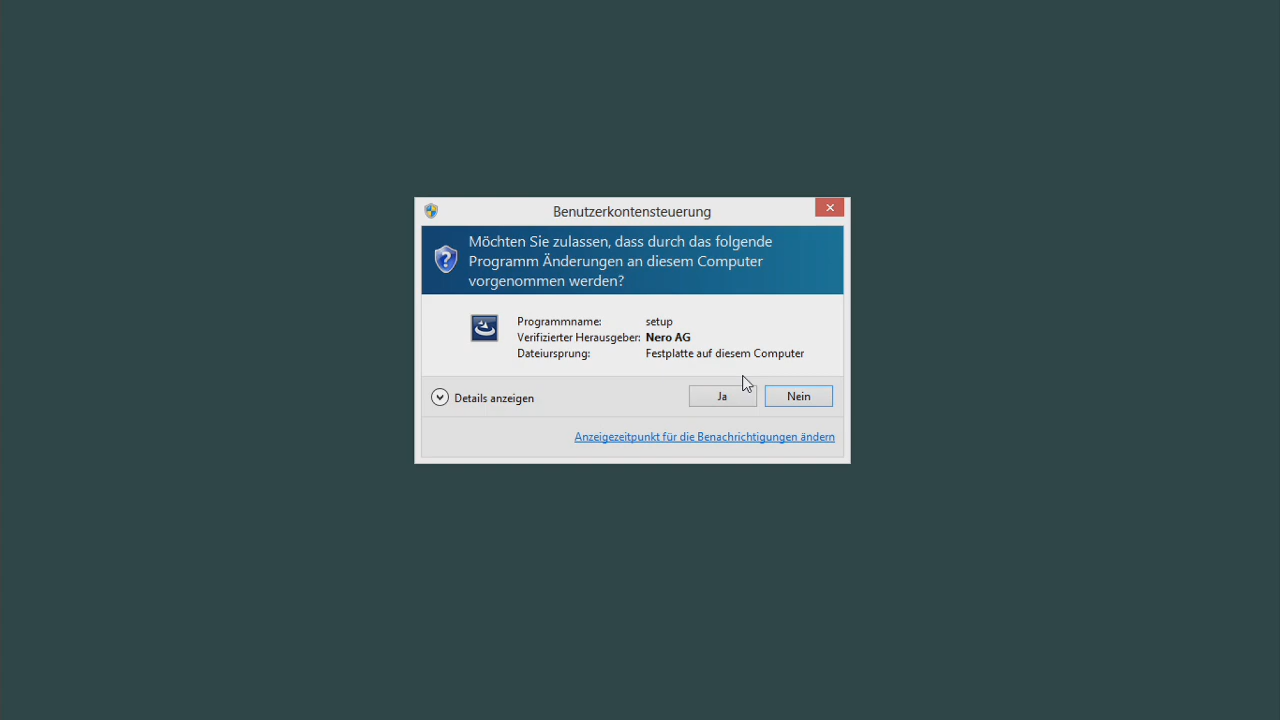 Benutzerkontensteuerung
Möchten Sie zulassen, dass durch das folgende
Programm Änderungen an diesem Computer
vorgenommen werden?
Programmname: setup
Verifizierter Herausgeber: Nero AG
Dateiursprung: Festplatte auf diesem Computer
Details anzeigen
Ja
Nein
Anzeigezeitpunkt für die Benachrichtigungen ändern